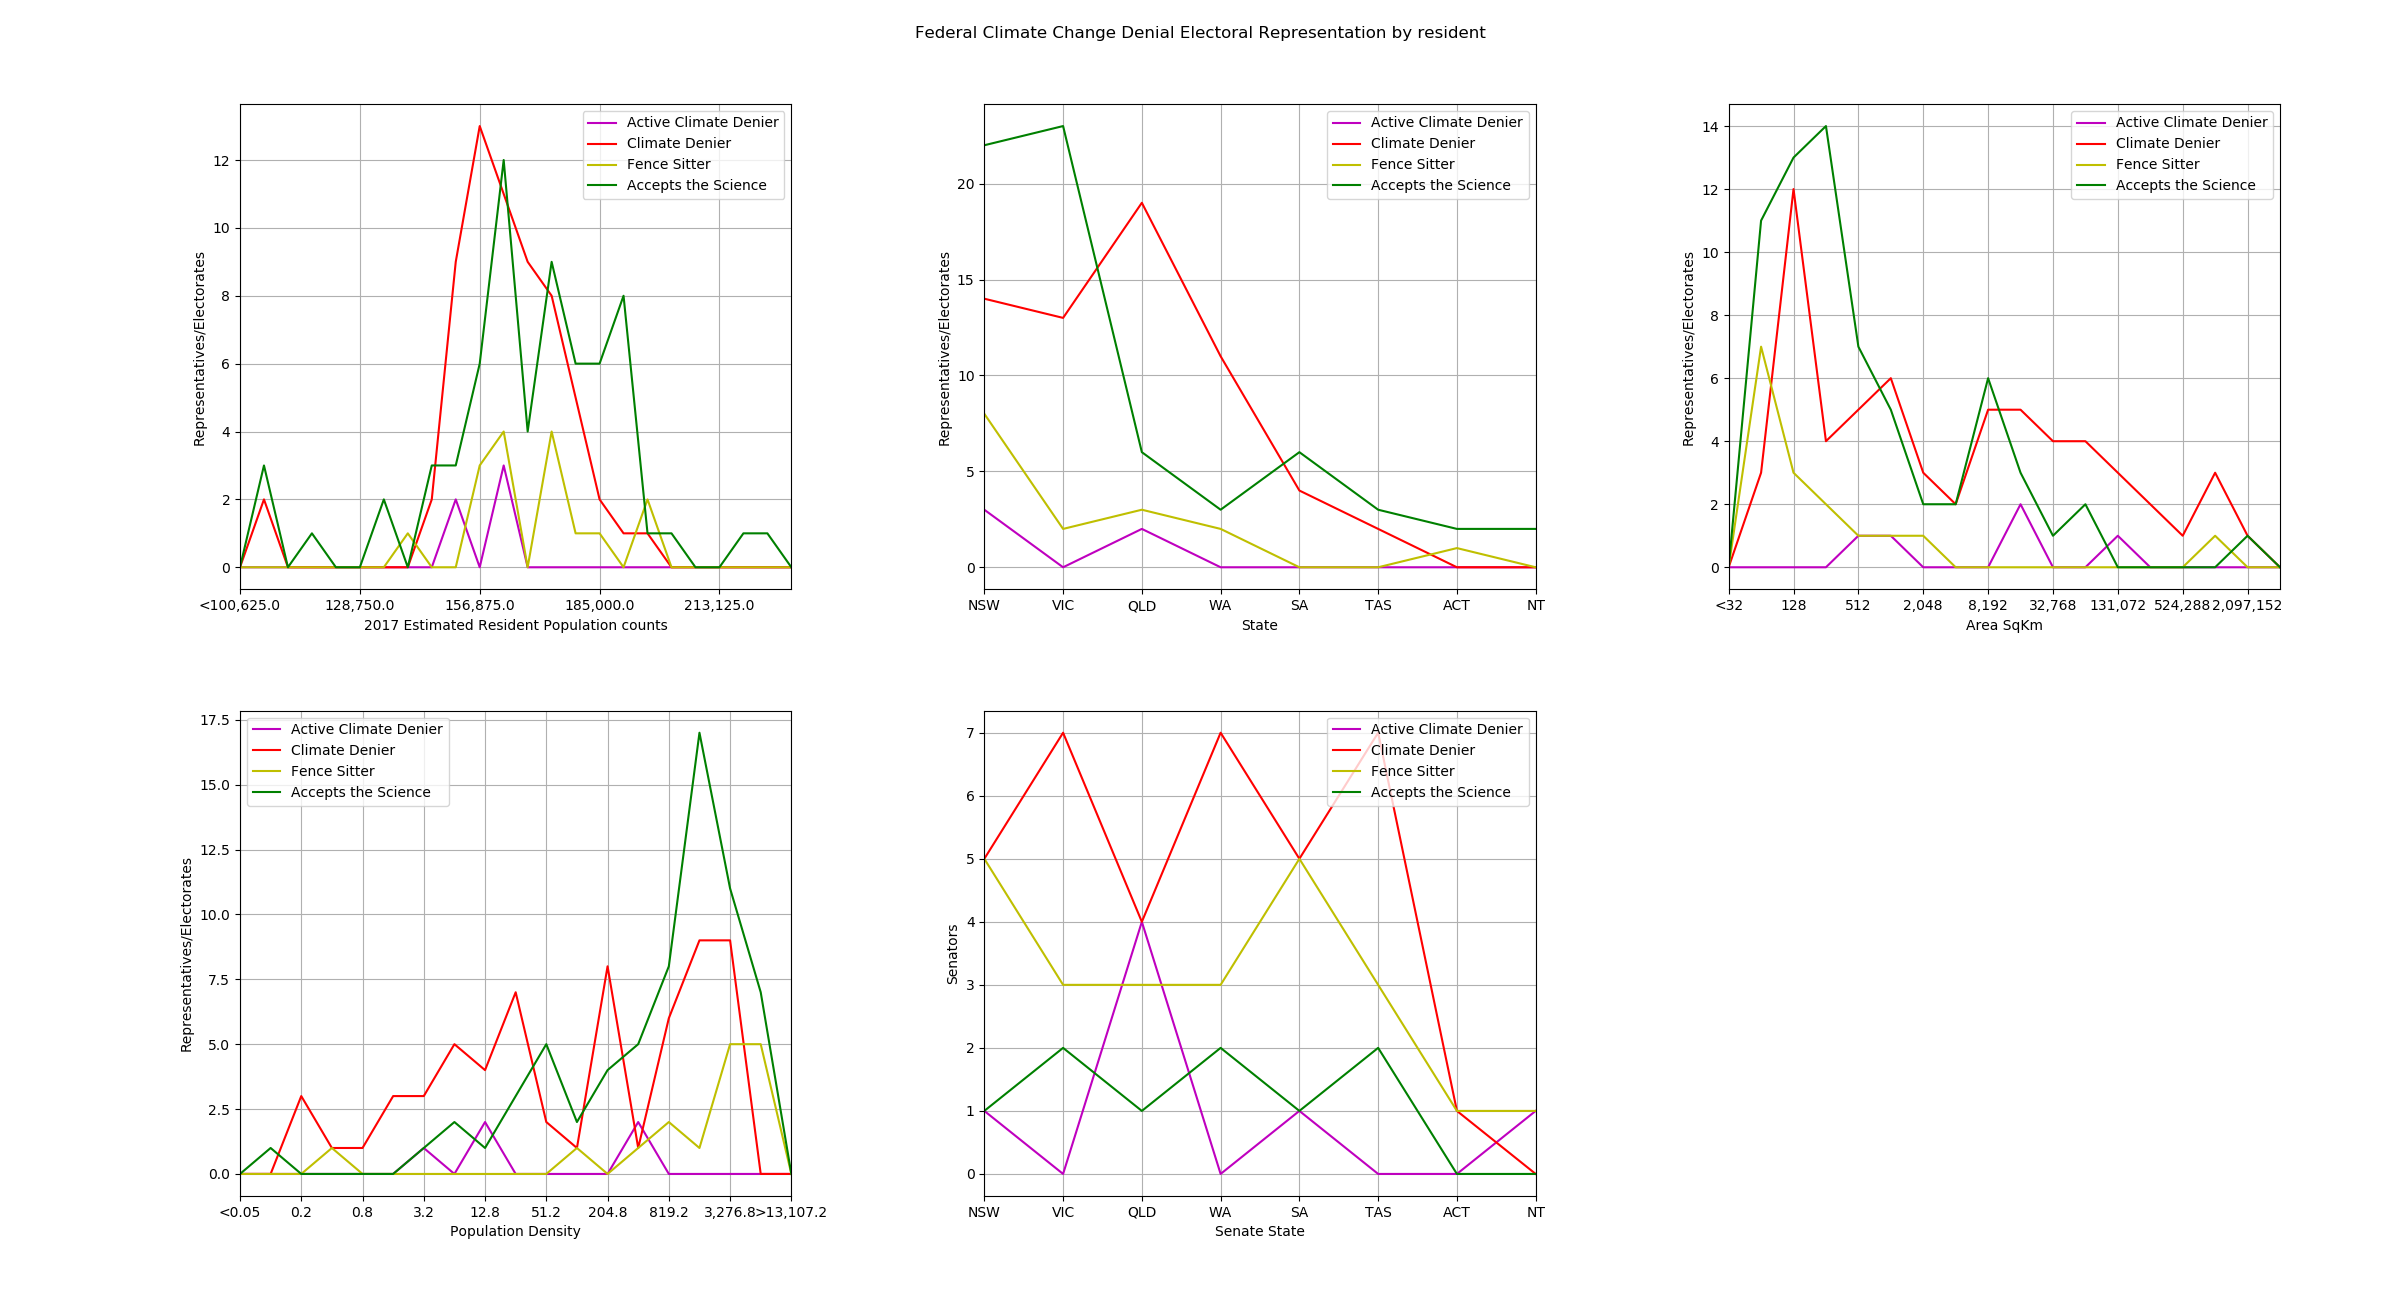 Federal Climate Change Denial Electoral Representation by resident
Active Climate Denier
Climate Denier
Fence Sitter
Accepts the Science
12
10
8
6
4
2
0
Representatives/Electorates
<100,625.0 128,750.0 156,875.0 185,000.0 213,125.0
2017 Estimated Resident Population counts
Active Climate Denier
Climate Denier
Fence Sitter
Accepts the Science
20
15
10
5
0
Representatives/Electorates
NSW VIC QLD WA SA TAS ACT NT
State
Active Climate Denier
Climate Denier
Fence Sitter
Accepts the Science
14
12
10
8
6
4
2
0
Representatives/Electorates
<32 128 512 2,048 8,192 32,768 131,072 524,288 2,097,152
Area SqKm
Active Climate Denier
Climate Denier
Fence Sitter
Accepts the Science
17.5
15.0
12.5
10.0
7.5
5.0
2.5
0.0
Representatives/Electorates
<0.05 0.2 0.8 3.2 12.8 51.2 204.8 819.2 3,276.8 >13,107.2
Population Density
Active Climate Denier
Climate Denier
Fence Sitter
Accepts the Science
7
6
5
4
3
2
1
0
Senators
NSW VIC QLD WA SA TAS ACT NT
Senate State